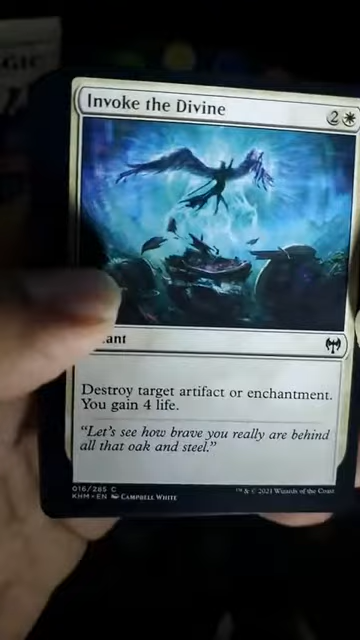 GIC
Invoke the Divine
2
ant
Destroy target artifact or enchantment.
You gain 4 life.
"Let's see how brave you really are behind
all that oak and steel."
016/285 C
KHM • EN CAMPBELL WHITE
™ & © 2021 Wizards of the Coast